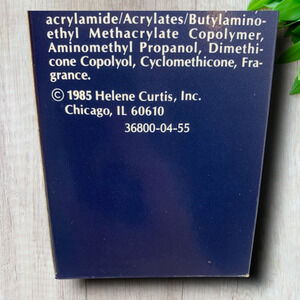 acrylamide/Acrylates/Butylamino-
ethyl Methacrylate Copolymer,
Aminomethyl Propanol, Dimethi-
cone Copolyol, Cyclomethicone, Fra-
grance.
© 1985 Helene Curtis, Inc.
Chicago, IL 60610
36800-04-55